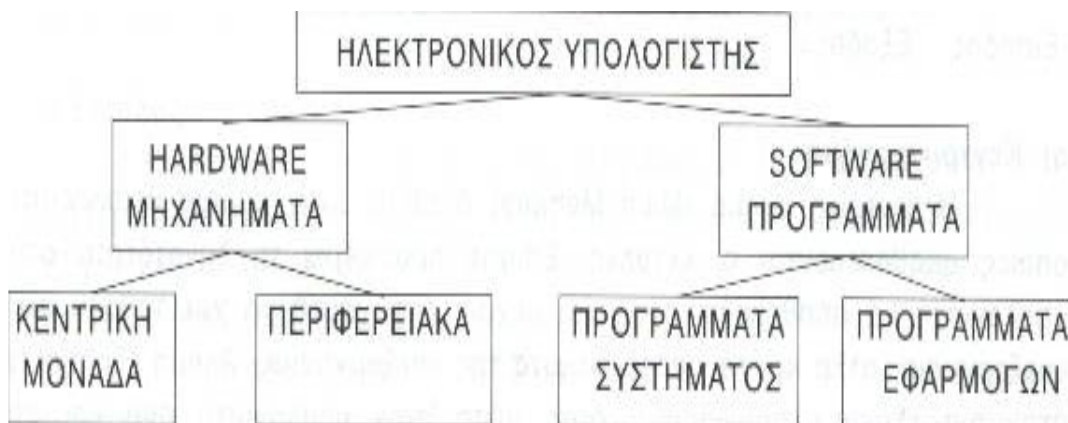 ΗΛΕΚΤΡΟΝΙΚΟΣ ΥΠΟΛΟΓΙΣΤΗΣ
HARDWARE
ΜΗΧΑΝΗΜΑΤΑ
SOFTWARE
ΠΡΟΓΡΑΜΜΑΤΑ
ΚΕΝΤΡΙΚΗ
ΜΟΝΑΔΑ
ΠΕΡΙΦΕΡΕΙΑΚΑ
ΠΡΟΓΡΑΜΜΑΤΑ
ΣΥΣΤΗΜΑΤΟΣ
ΠΡΟΓΡΑΜΜΑΤΑ
ΕΦΑΡΜΟΓΩΝ